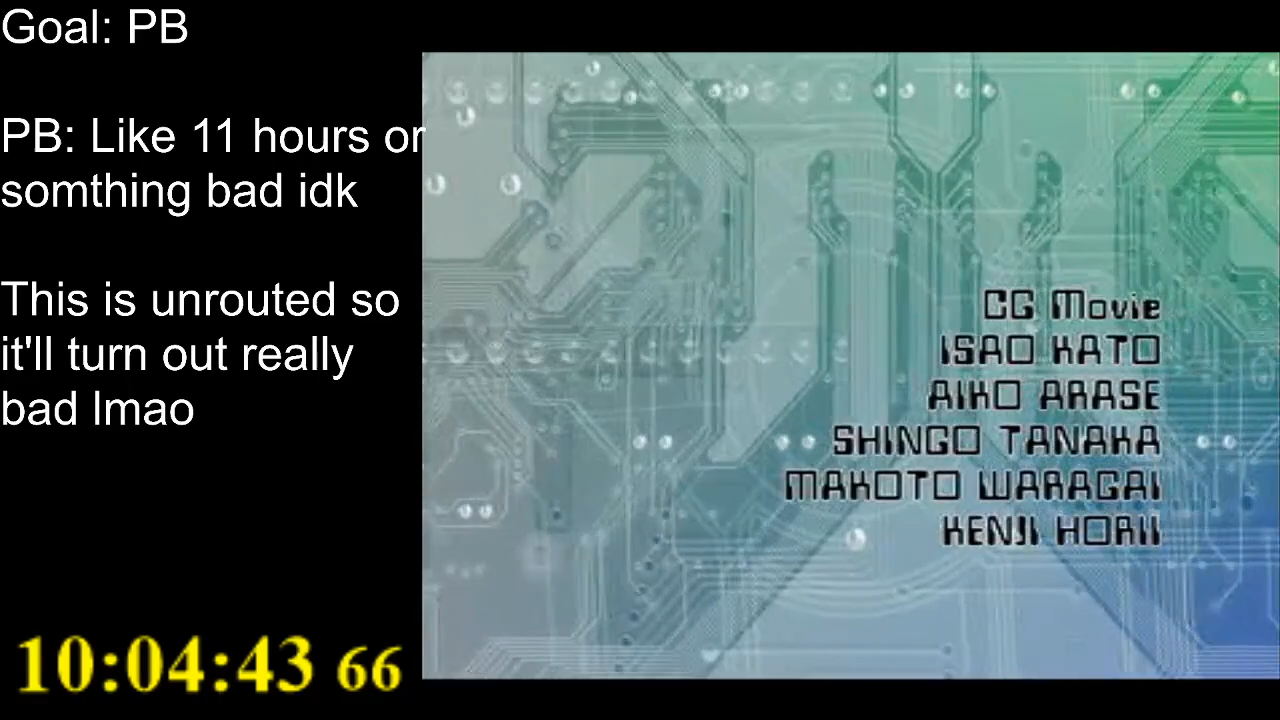 Goal: PB
PB: Like 11 hours or
somthing bad idk
This is unrouted so
it'll turn out really
bad lmao
10:04:43 66
CG Movie
ISAO KATO
AIKO ARASE
SHINGO TANAKA
MAKOTO WARAGAI
KENJI HORII